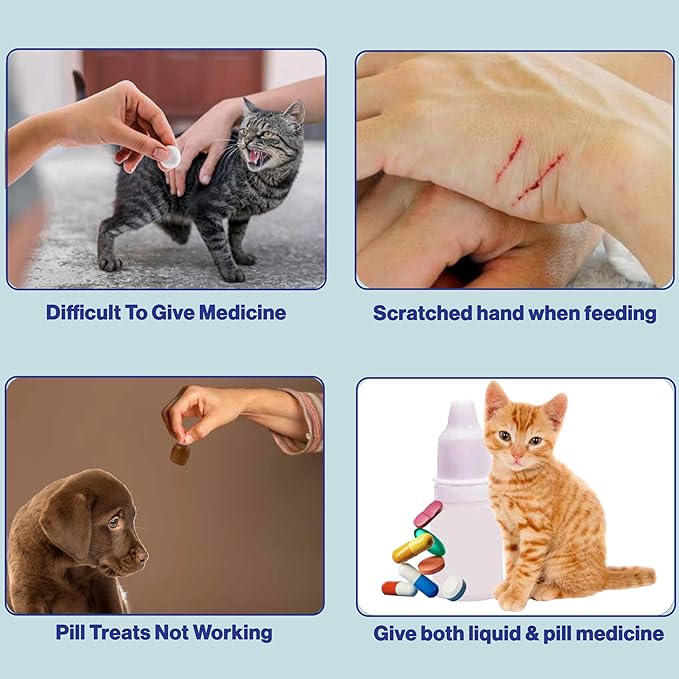 Difficult To Give Medicine
Scratched hand when feeding
Pill Treats Not Working
Give both liquid & pill medicine